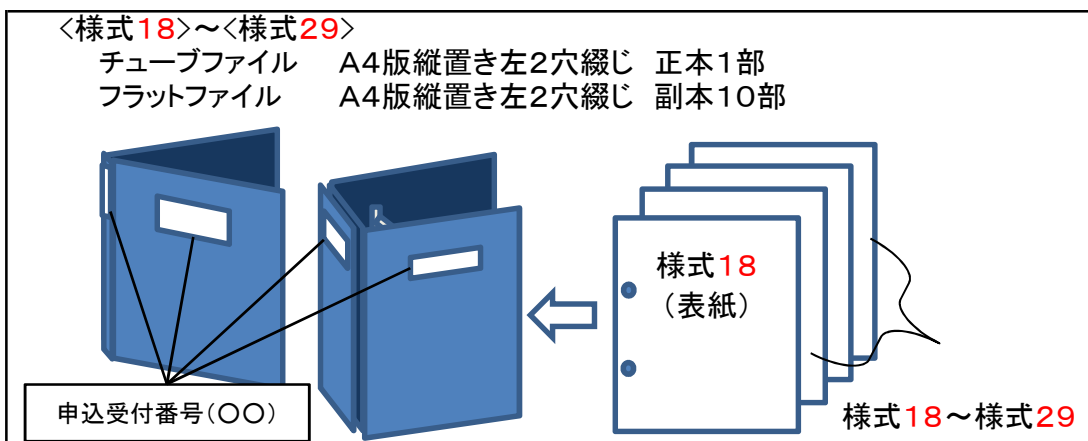 <様式18>～<様式29>
チューブファイル　A4版縦置き左2穴綴じ　正本1部
フラットファイル　A4版縦置き左2穴綴じ　副本10部
様式18
（表紙）
申込受付番号(〇〇)
様式18～様式29